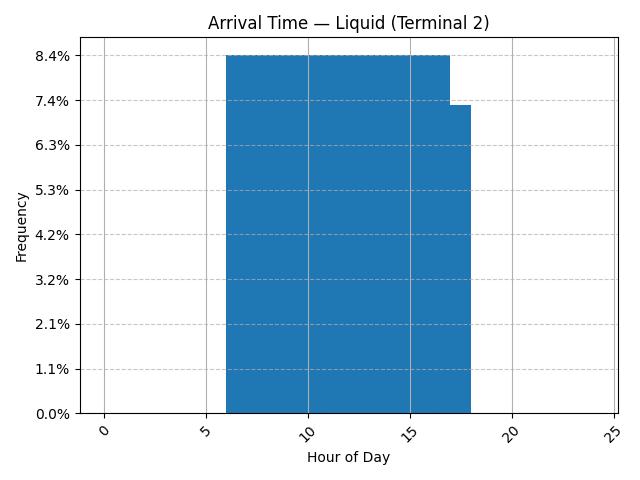 Arrival Time — Liquid (Terminal 2)
8.4%
7.4%
6.3%
5.3%
4.2%
3.2%
2.1%
1.1%
0.0%
Frequency
0 5 10 15 20 25
Hour of Day